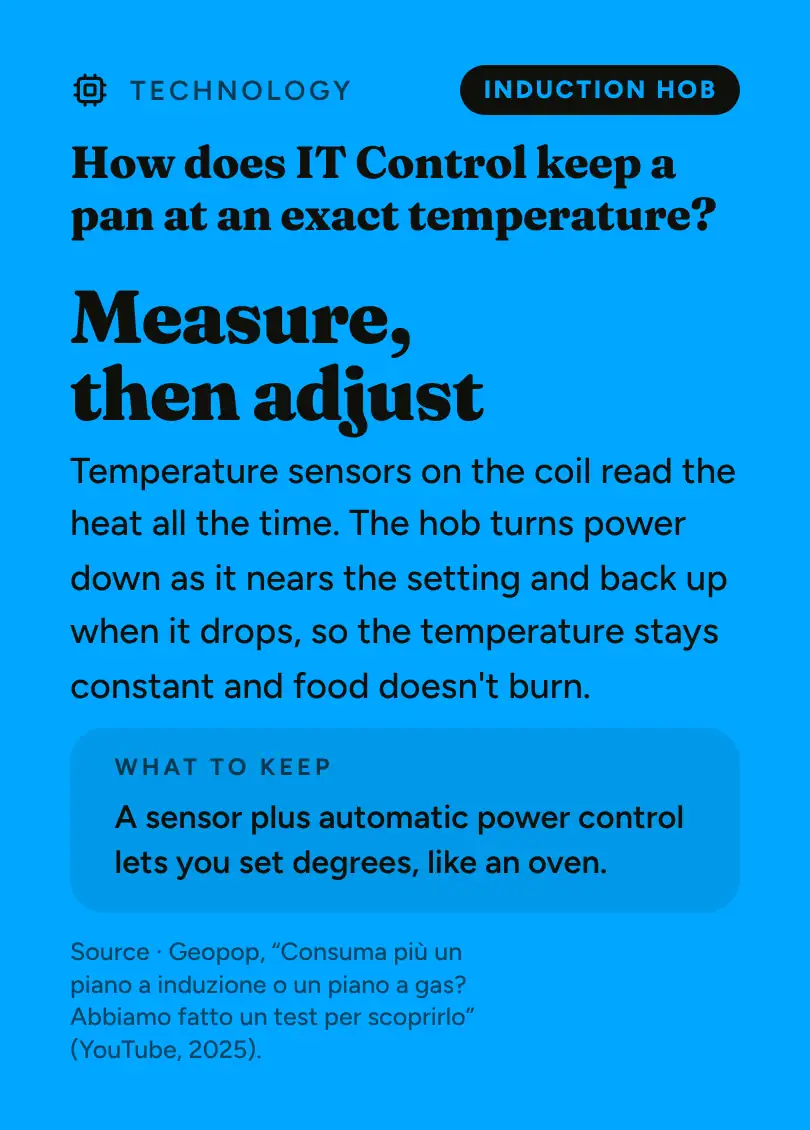 TECHNOLOGY
INDUCTION HOB
How does IT Control keep a
pan at an exact temperature?
Measure,
then adjust
Temperature sensors on the coil read the
heat all the time. The hob turns power
down as it nears the setting and back up
when it drops, so the temperature stays
constant and food doesn't burn.
WHAT TO KEEP
A sensor plus automatic power control
lets you set degrees, like an oven.
Source · Geopop, “Consuma più un
piano a induzione o un piano a gas?
Abbiamo fatto un test per scoprirlo”
(YouTube, 2025).